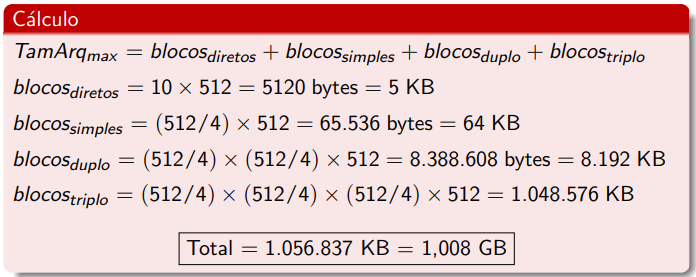 Cálculo
TamArq_max = blocos_diretos + blocos_simples + blocos_duplo + blocos_triplo
blocos_diretos = 10 × 512 = 5120 bytes = 5 KB
blocos_simples = (512/4) × 512 = 65.536 bytes = 64 KB
blocos_duplo = (512/4) × (512/4) × 512 = 8.388.608 bytes = 8.192 KB
blocos_triplo = (512/4) × (512/4) × (512/4) × 512 = 1.048.576 KB
Total = 1.056.837 KB = 1,008 GB